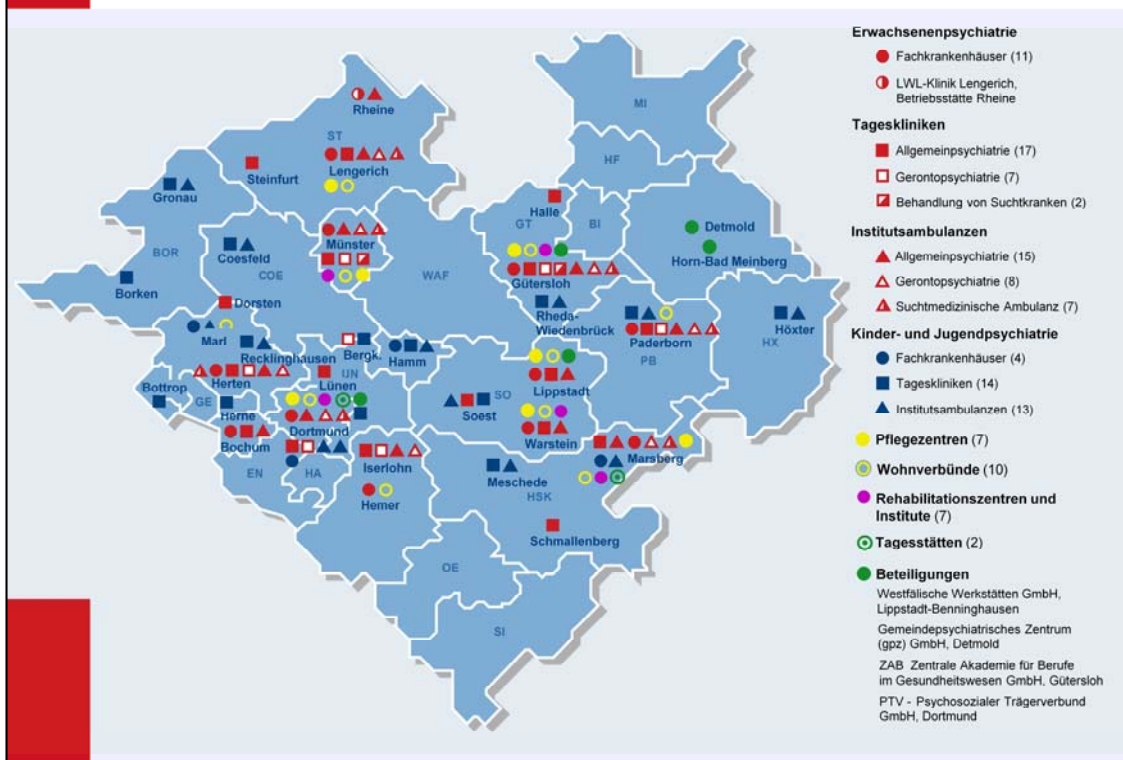 Rheine
ST
Lengerich
Steinfurt
Gronau
Münster
Coesfeld
BOR
COE
Borken
WAF
Dorsten
Marl
Recklinghausen
Bergk.
Hamm
UN
Lünen
Herten
Bottrop
GE
Herne
Dortmund
Bochum
EN
HA
Iserlohn
Hemer
MI
HF
Halle
GT
BI
Detmold
Horn-Bad Meinberg
Gütersloh
Rheda-
Wiedenbrück
Paderborn
PB
Höxter
HX
Lippstadt
SO
Soest
Warstein
Marsberg
Meschede
HSK
Schmallenberg
OE
SI
Erwachsenenpsychiatrie
Fachkrankenhäuser (11)
LWL-Klinik Lengerich,
Betriebsstätte Rheine
Tageskliniken
Allgemeinpsychiatrie (17)
Gerontopsychiatrie (7)
Behandlung von Suchtkranken (2)
Institutsambulanzen
Allgemeinpsychiatrie (15)
Gerontopsychiatrie (8)
Suchtmedizinische Ambulanz (7)
Kinder- und Jugendpsychiatrie
Fachkrankenhäuser (4)
Tageskliniken (14)
Institutsambulanzen (13)
Pflegezentren (7)
Wohnverbünde (10)
Rehabilitationszentren und
Institute (7)
Tagesstätten (2)
Beteiligungen
Westfälische Werkstätten GmbH,
Lippstadt-Benninghausen
Gemeindepsychiatrisches Zentrum
(gpz) GmbH, Detmold
ZAB Zentrale Akademie für Berufe
im Gesundheitswesen GmbH, Gütersloh
PTV - Psychosozialer Trägerverbund
GmbH, Dortmund